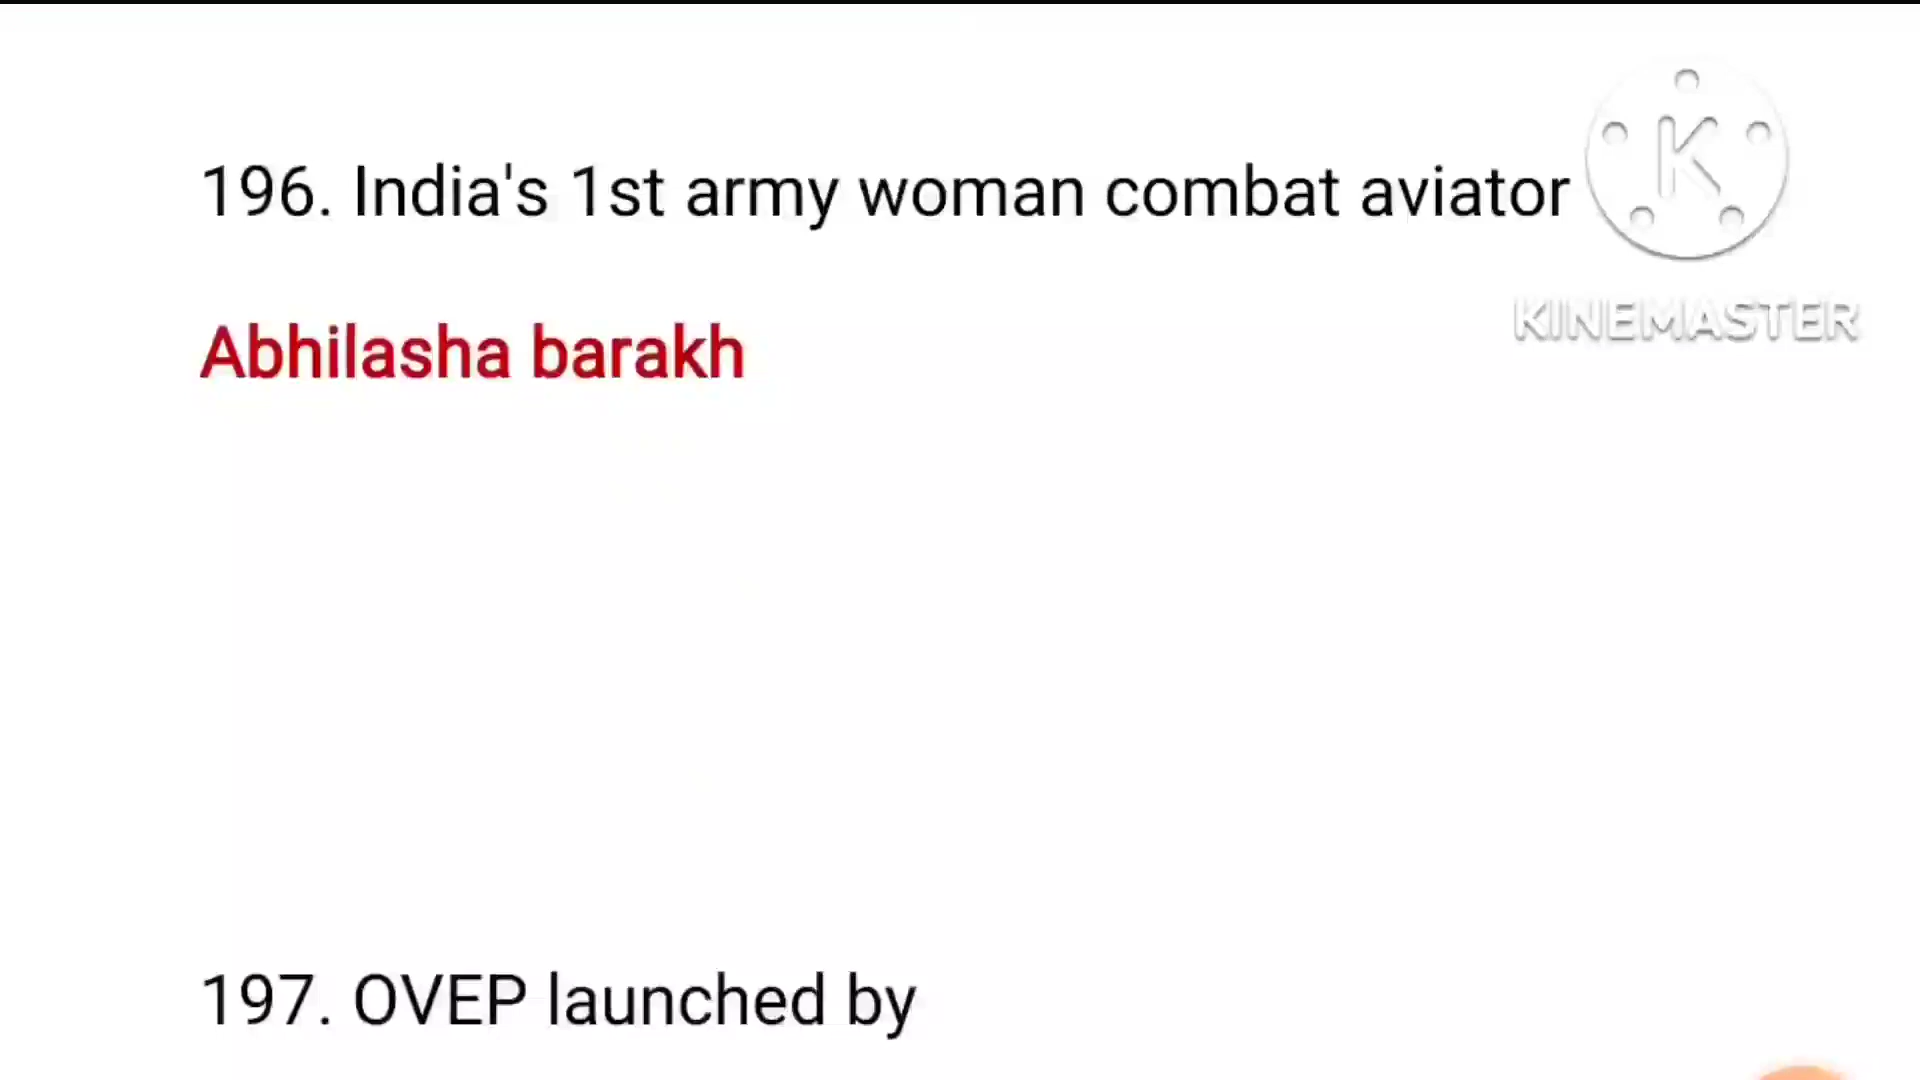 196. India's 1st army woman combat aviator
K
KINEMASTER
Abhilasha barakh
197. OVEP launched by